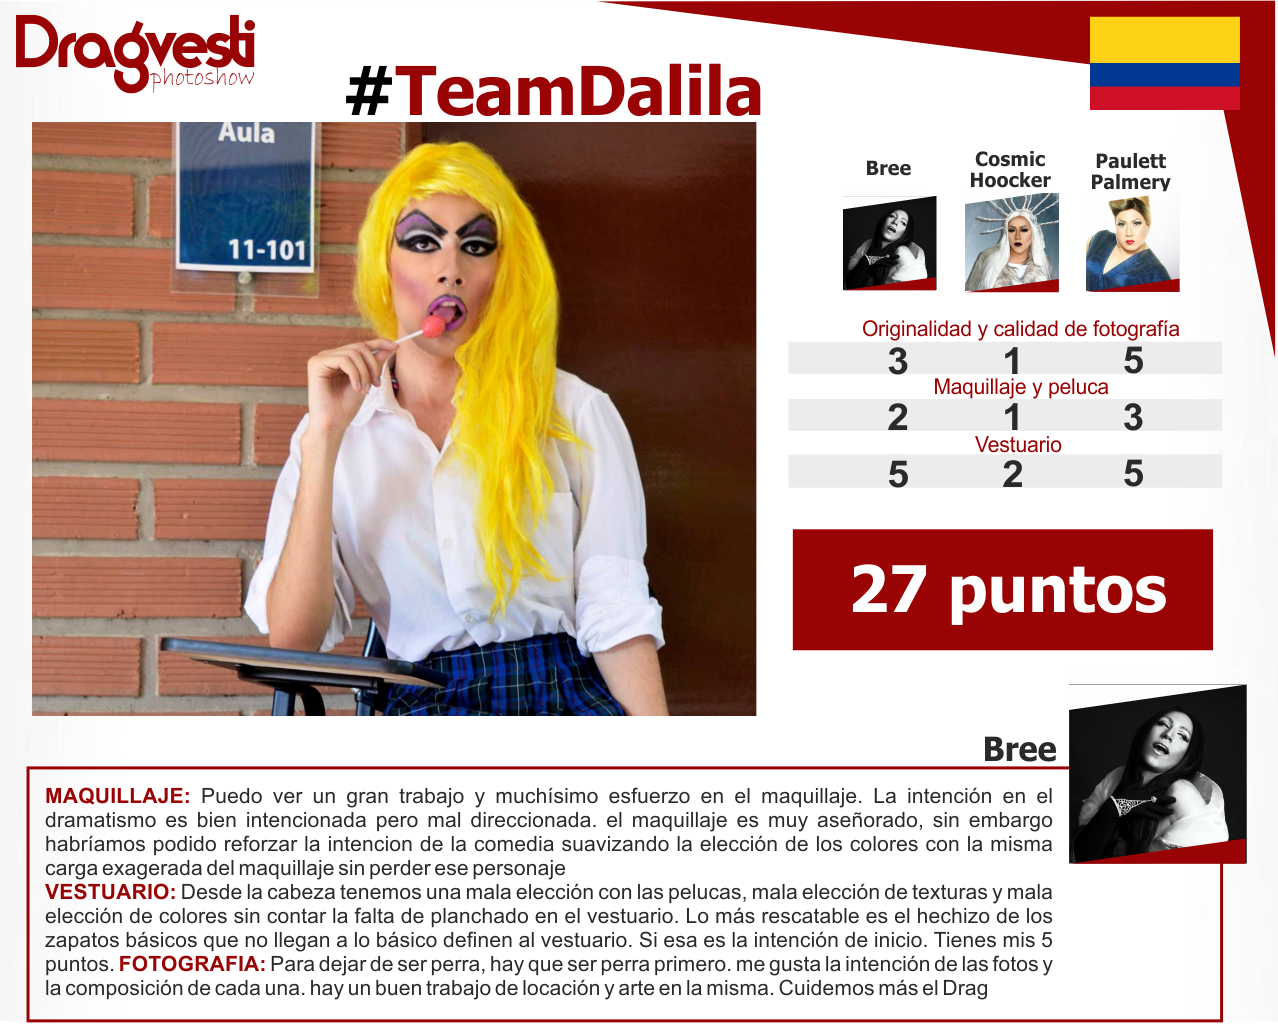 Dragvesti
photoshow
#TeamDalila
Aula
11-101
Bree
Cosmic
Hoocker
Paulett
Palmery
Originalidad y calidad de fotografía
3 1 5
Maquillaje y peluca
2 1 3
Vestuario
5 2 5
27 puntos
Bree
MAQUILLAJE: Puedo ver un gran trabajo y muchísimo esfuerzo en el maquillaje. La intención en el
dramatismo es bien intencionada pero mal direccionada. el maquillaje es muy aseñorado, sin embargo
habríamos podido reforzar la intencion de la comedia suavizando la elección de los colores con la misma
carga exagerada del maquillaje sin perder ese personaje
VESTUARIO: Desde la cabeza tenemos una mala elección con las pelucas, mala elección de texturas y mala
elección de colores sin contar la falta de planchado en el vestuario. Lo más rescatable es el hechizo de los
zapatos básicos que no llegan a lo básico definen al vestuario. Si esa es la intención de inicio. Tienes mis 5
puntos. FOTOGRAFIA: Para dejar de ser perra, hay que ser perra primero. me gusta la intención de las fotos y
la composición de cada una. hay un buen trabajo de locación y arte en la misma. Cuidemos más el Drag